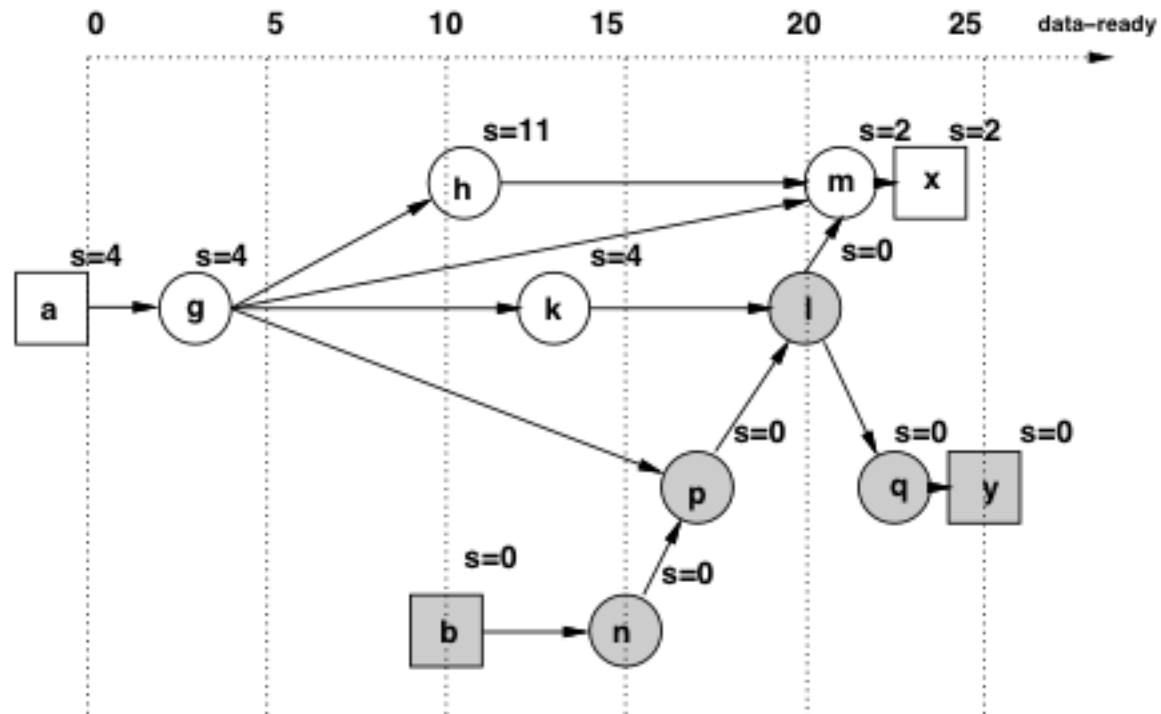 0 5 10 15 20 25 data-ready
s=11 s=2 s=2
h m x
s=4 s=4 s=4 s=0
a g k l
s=0 s=0 s=0
p q y
s=0 s=0
b n